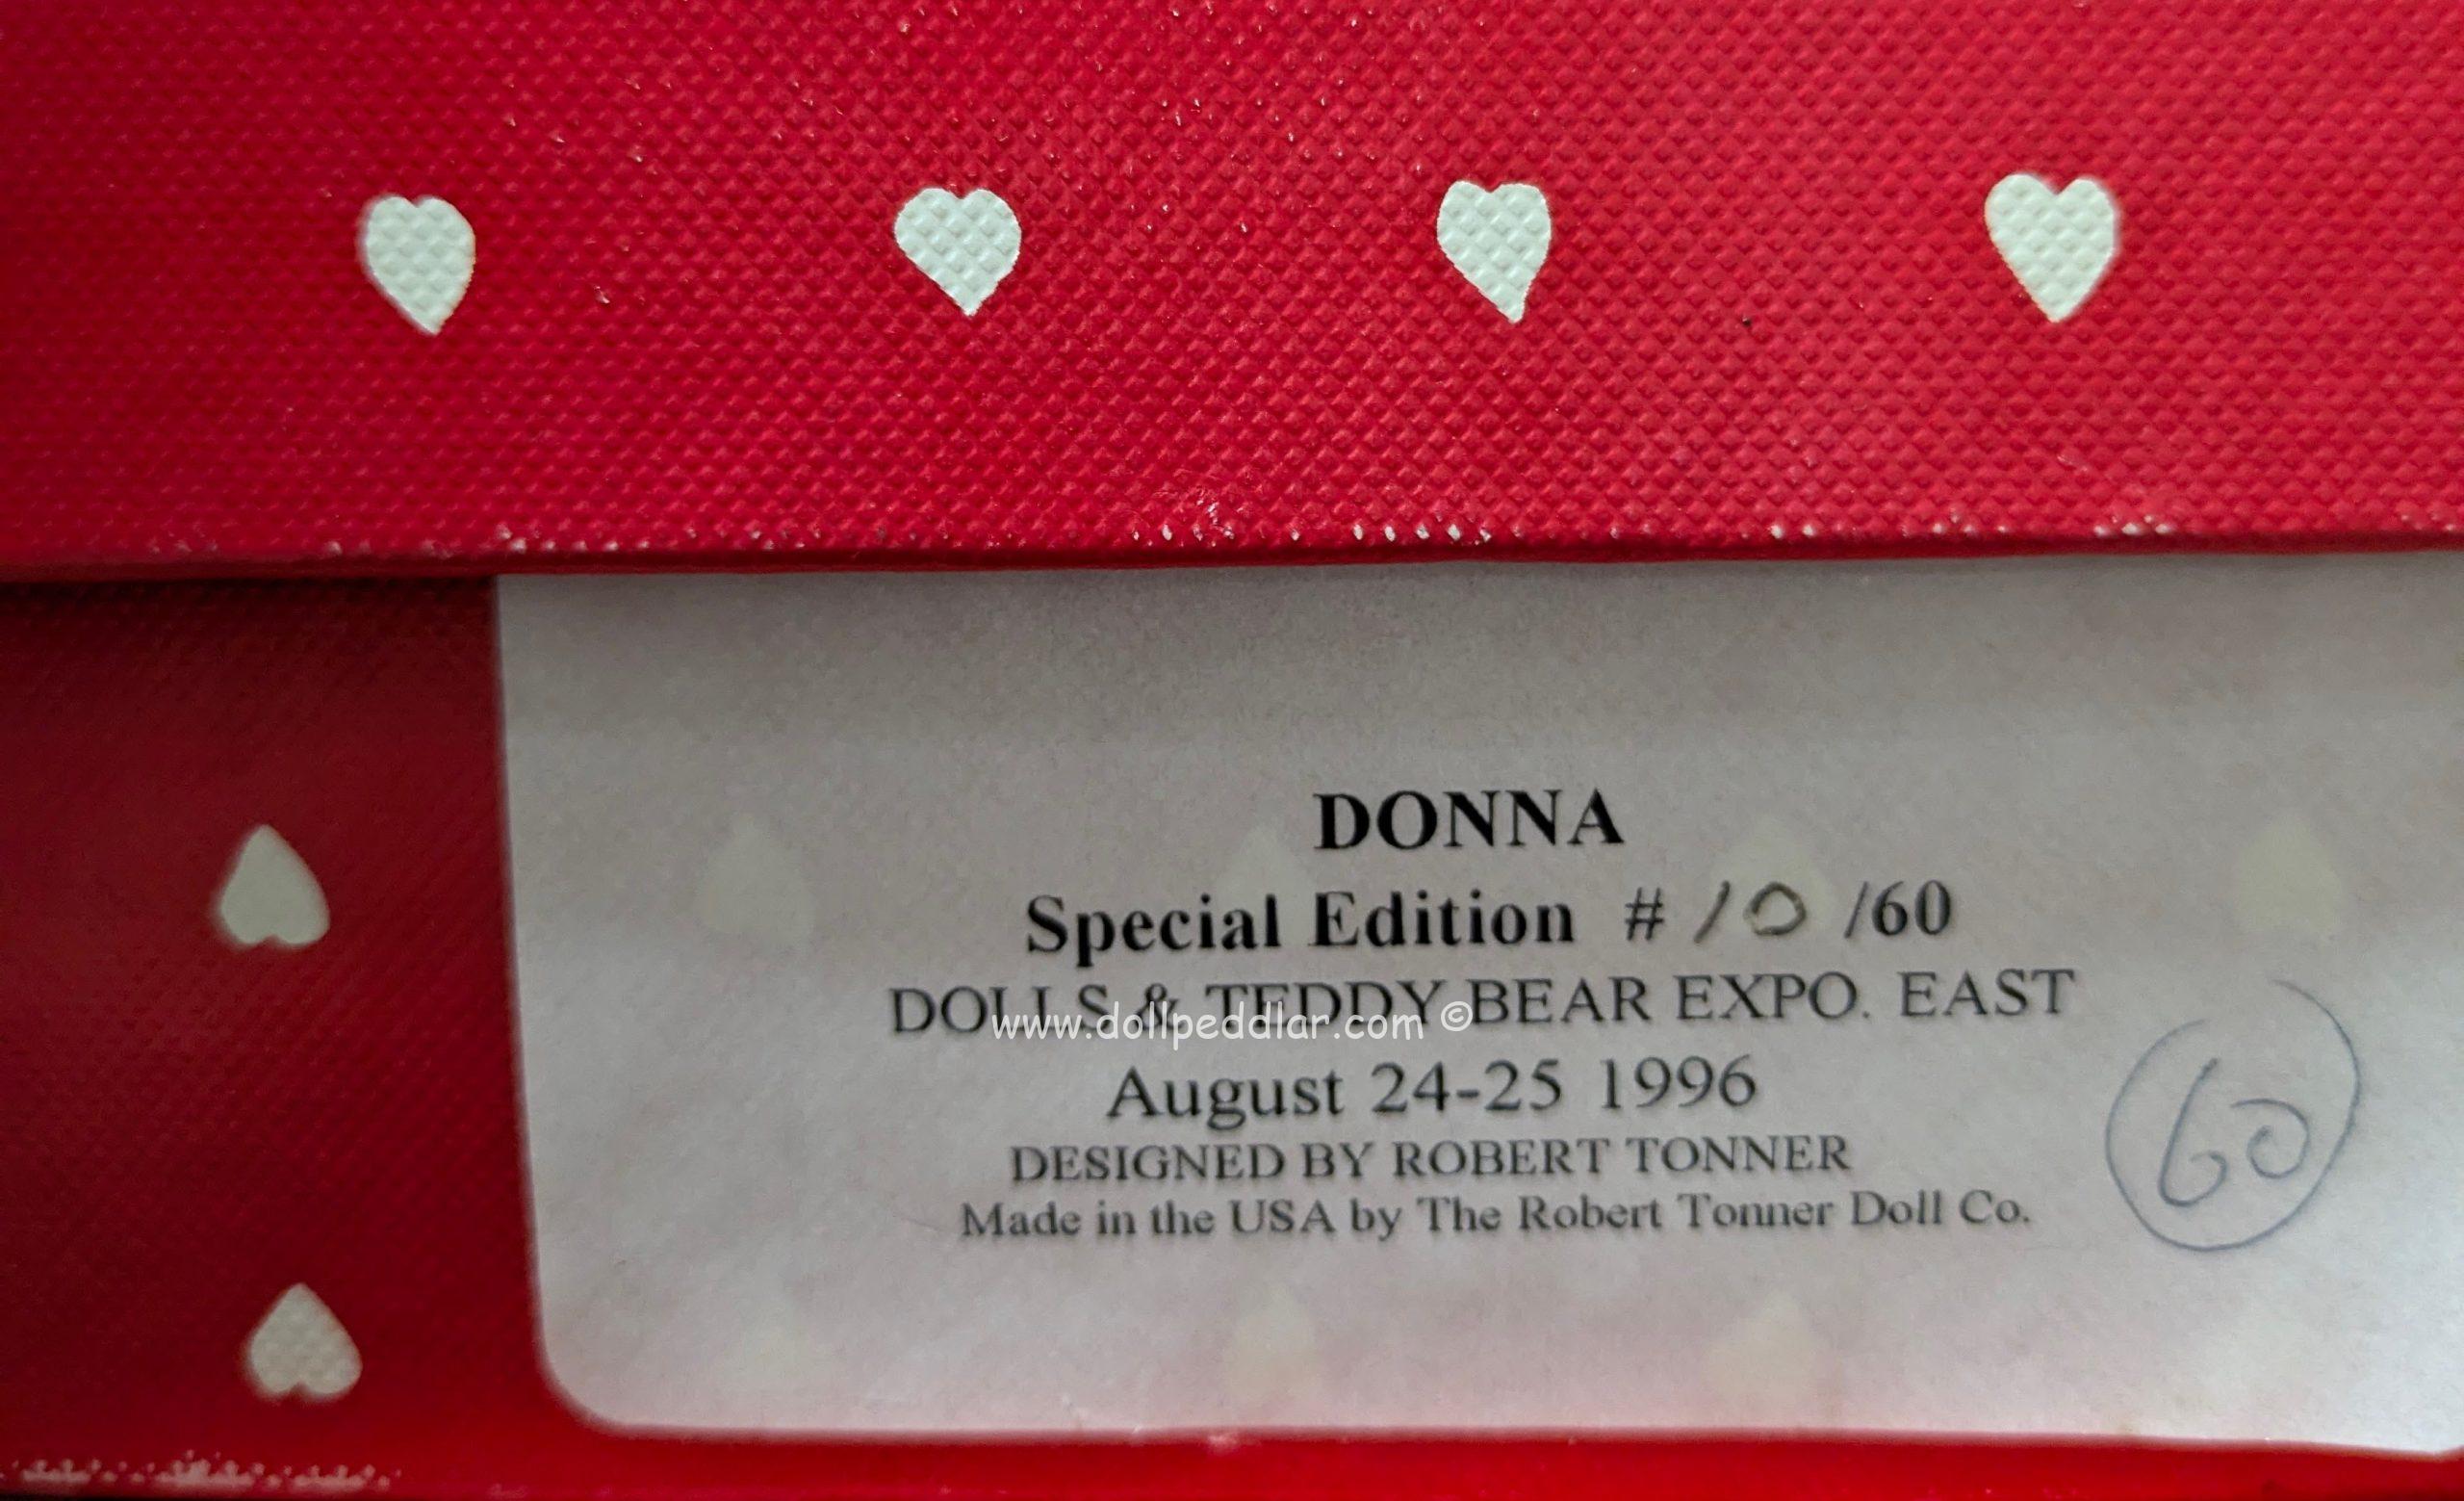 DONNA
Special Edition # 10 /60
DOLLS & TEDDY BEAR EXPO. EAST
www.dollpeddlar.com ©
August 24-25 1996
60
DESIGNED BY ROBERT TONNER
Made in the USA by The Robert Tonner Doll Co.